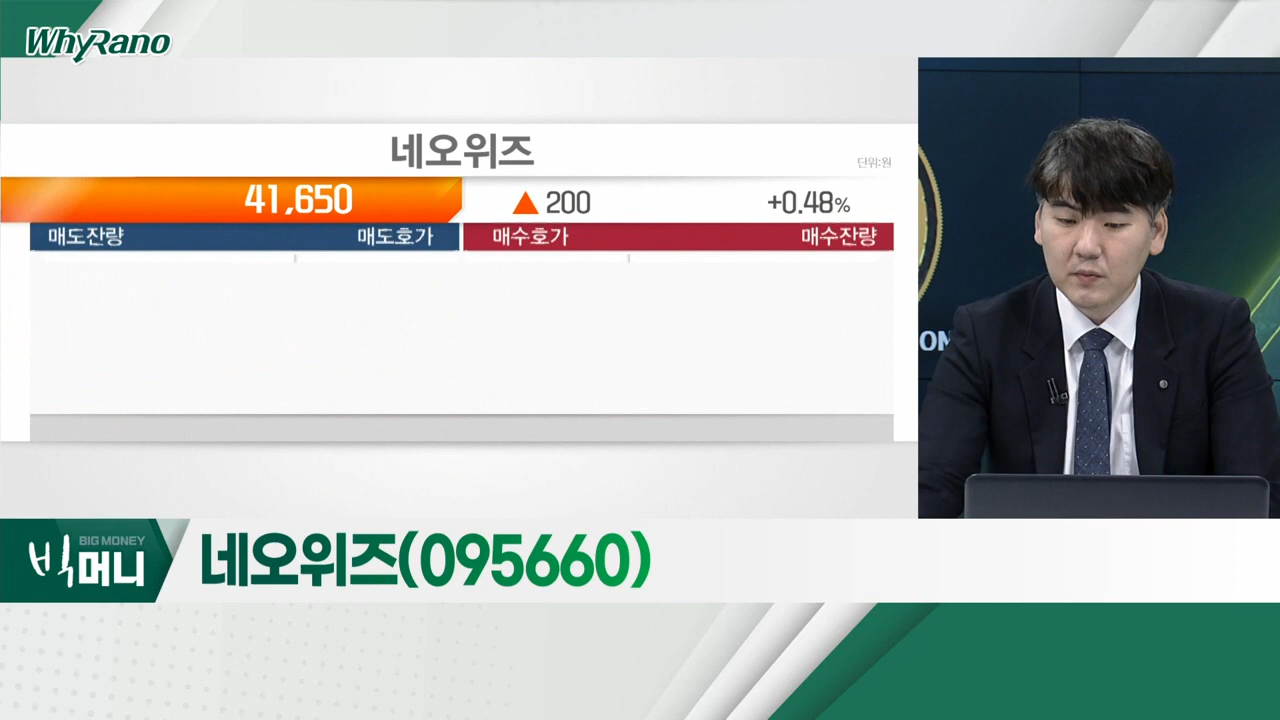 WhyRano
네오위즈
단위:원
41,650 ▲ 200 +0.48%
매도잔량 매도호가 매수호가 매수잔량
ON
빅머니 BIG MONEY
네오위즈(095660)